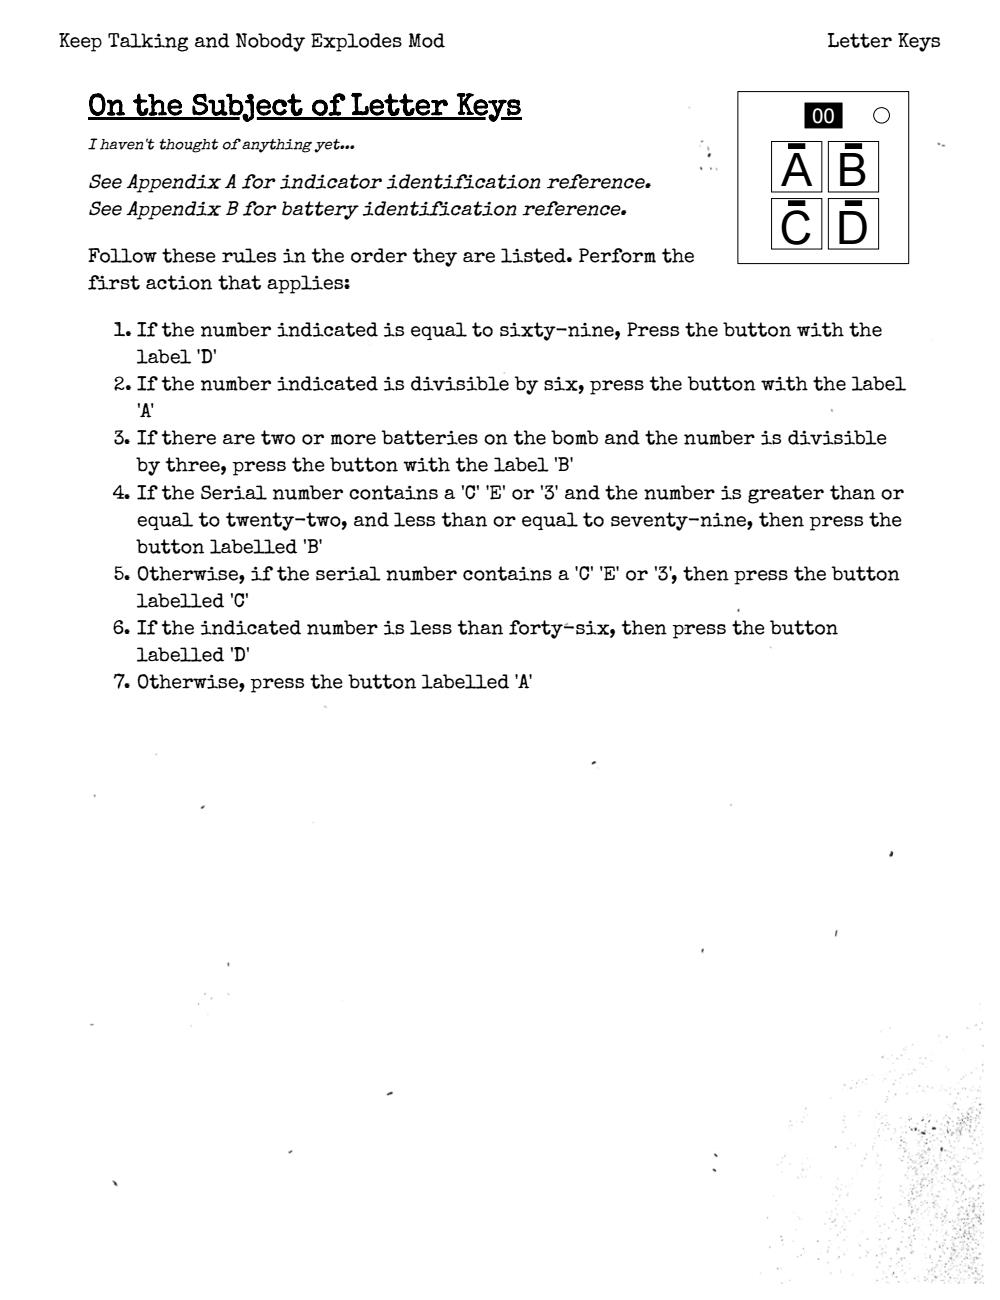 Keep Talking and Nobody Explodes Mod
Letter Keys
On the Subject of Letter Keys
I haven't thought of anything yet...
See Appendix A for indicator identification reference.
See Appendix B for battery identification reference.
00
A B
C D
Follow these rules in the order they are listed. Perform the
first action that applies:
1. If the number indicated is equal to sixty-nine, Press the button with the
label 'D'
2. If the number indicated is divisible by six, press the button with the label
'A'
3. If there are two or more batteries on the bomb and the number is divisible
by three, press the button with the label 'B'
4. If the Serial number contains a 'C' 'E' or '3' and the number is greater than or
equal to twenty-two, and less than or equal to seventy-nine, then press the
button labelled 'B'
5. Otherwise, if the serial number contains a 'C' 'E' or '3', then press the button
labelled 'C'
6. If the indicated number is less than forty-six, then press the button
labelled 'D'
7. Otherwise, press the button labelled 'A'